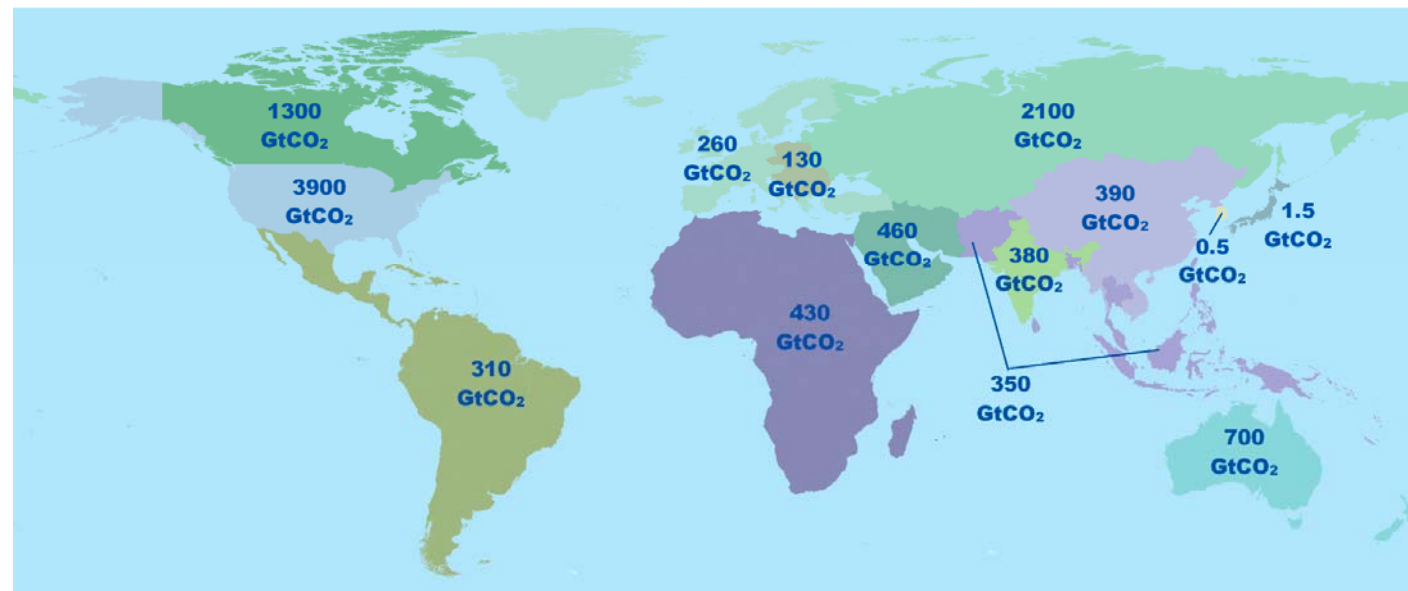 1300
GtCO₂
3900
GtCO₂
310
GtCO₂
260
GtCO₂
130
GtCO₂
2100
GtCO₂
460
GtCO₂
430
GtCO₂
390
GtCO₂
380
GtCO₂
1.5
GtCO₂
0.5
GtCO₂
350
GtCO₂
700
GtCO₂